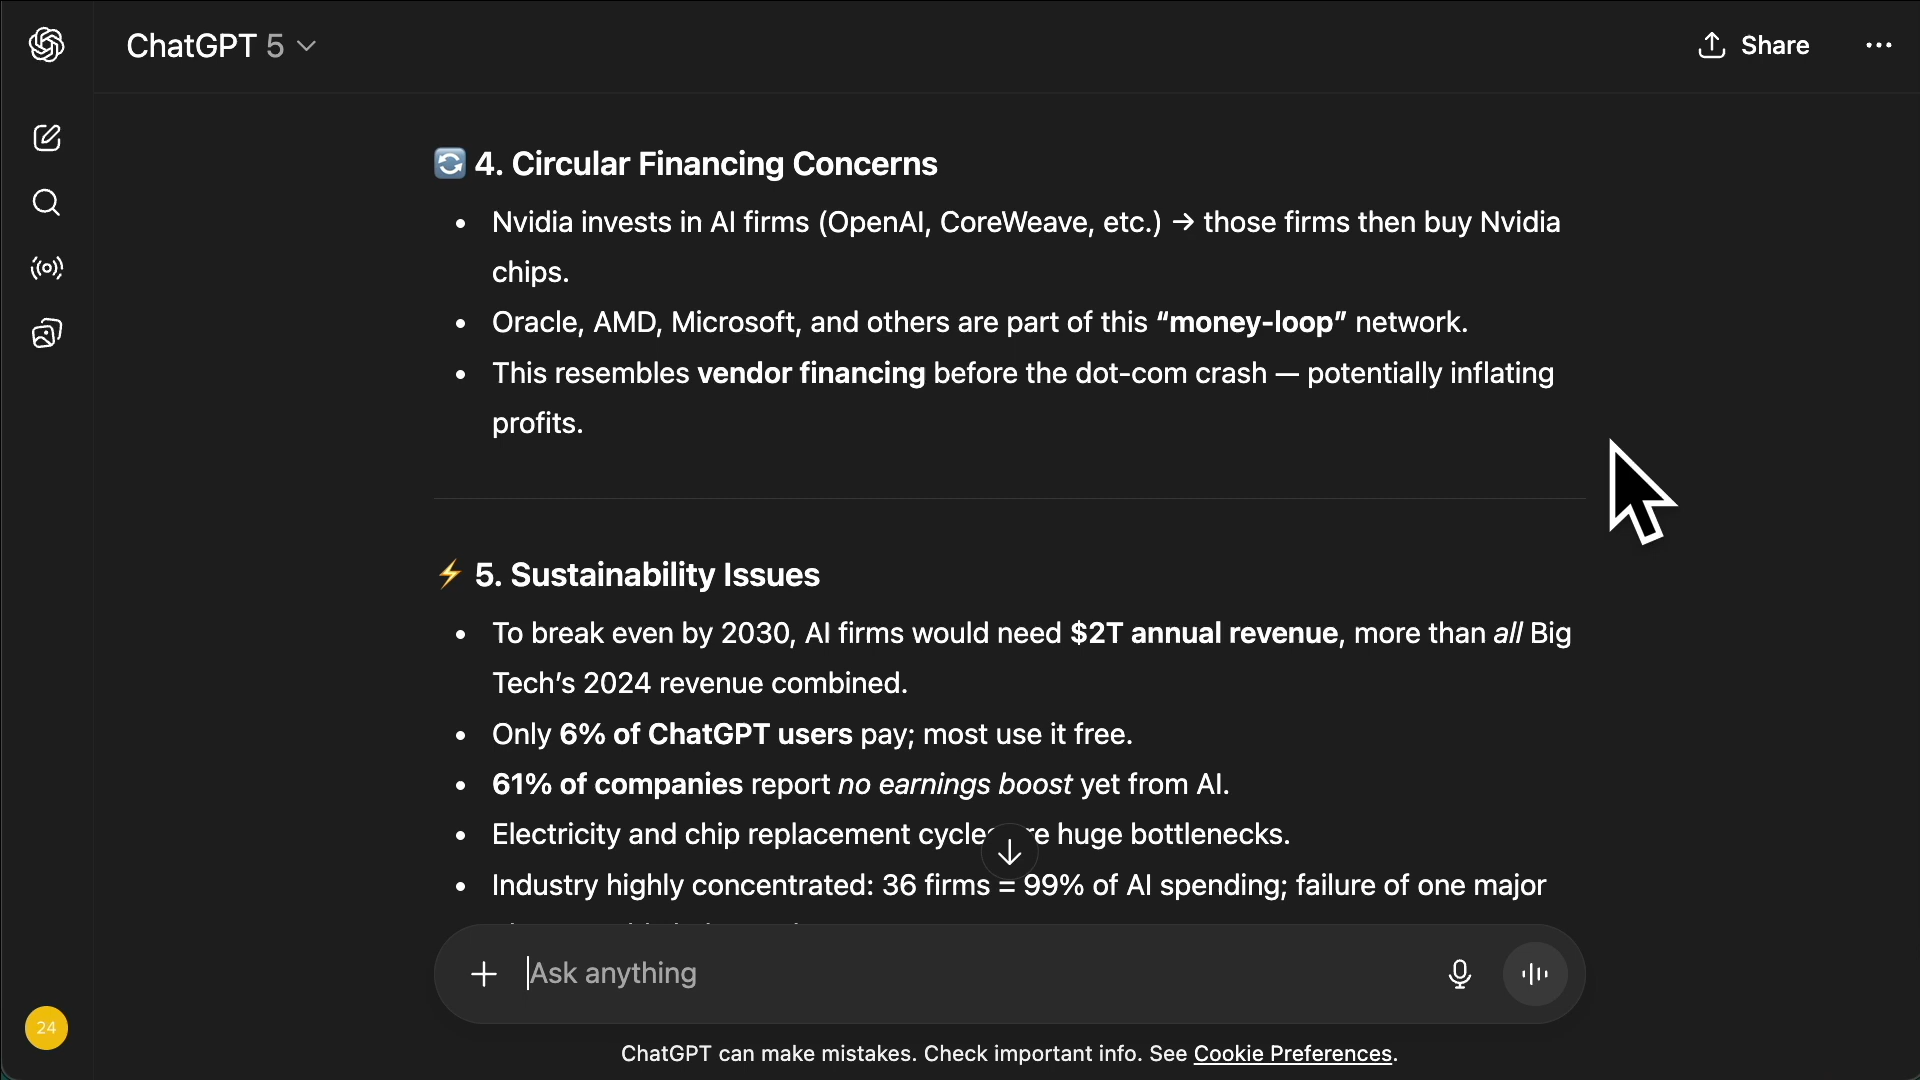 ChatGPT 5
Share
4. Circular Financing Concerns
• Nvidia invests in AI firms (OpenAI, CoreWeave, etc.) → those firms then buy Nvidia
chips.
• Oracle, AMD, Microsoft, and others are part of this “money-loop” network.
• This resembles vendor financing before the dot-com crash — potentially inflating
profits.
⚡ 5. Sustainability Issues
• To break even by 2030, AI firms would need $2T annual revenue, more than all Big
Tech’s 2024 revenue combined.
• Only 6% of ChatGPT users pay; most use it free.
• 61% of companies report no earnings boost yet from AI.
• Electricity and chip replacement huge bottlenecks.
• Industry highly concentrated: 36 firms = 99% of AI spending; failure of one major
Ask anything
24
ChatGPT can make mistakes. Check important info. See Cookie Preferences.